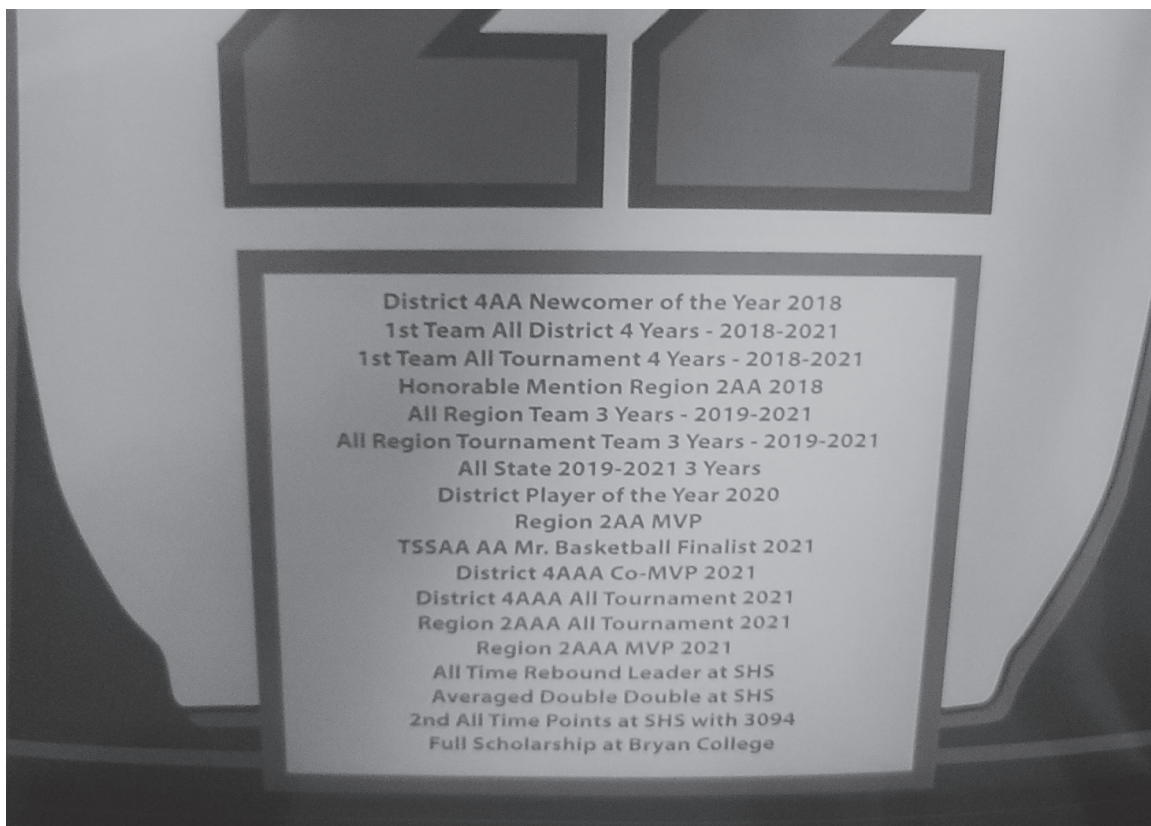 22
District 4AA Newcomer of the Year 2018
1st Team All District 4 Years - 2018-2021
1st Team All Tournament 4 Years - 2018-2021
Honorable Mention Region 2AA 2018
All Region Team 3 Years - 2019-2021
All Region Tournament Team 3 Years - 2019-2021
All State 2019-2021 3 Years
District Player of the Year 2020
Region 2AA MVP
TSSAA AA Mr. Basketball Finalist 2021
District 4AAA Co-MVP 2021
District 4AAA All Tournament 2021
Region 2AAA All Tournament 2021
Region 2AAA MVP 2021
All Time Rebound Leader at SHS
Averaged Double Double at SHS
2nd All Time Points at SHS with 3094
Full Scholarship at Bryan College